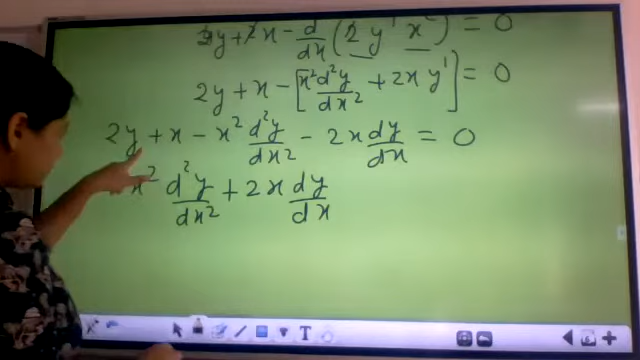 2y + 2x - d/dx (2 y' x²) = 0
2y + x - [x² d²y/dx² + 2x y'] = 0
2y + x - x² d²y/dx² - 2x dy/dx = 0
x² d²y/dx² + 2x dy/dx
T